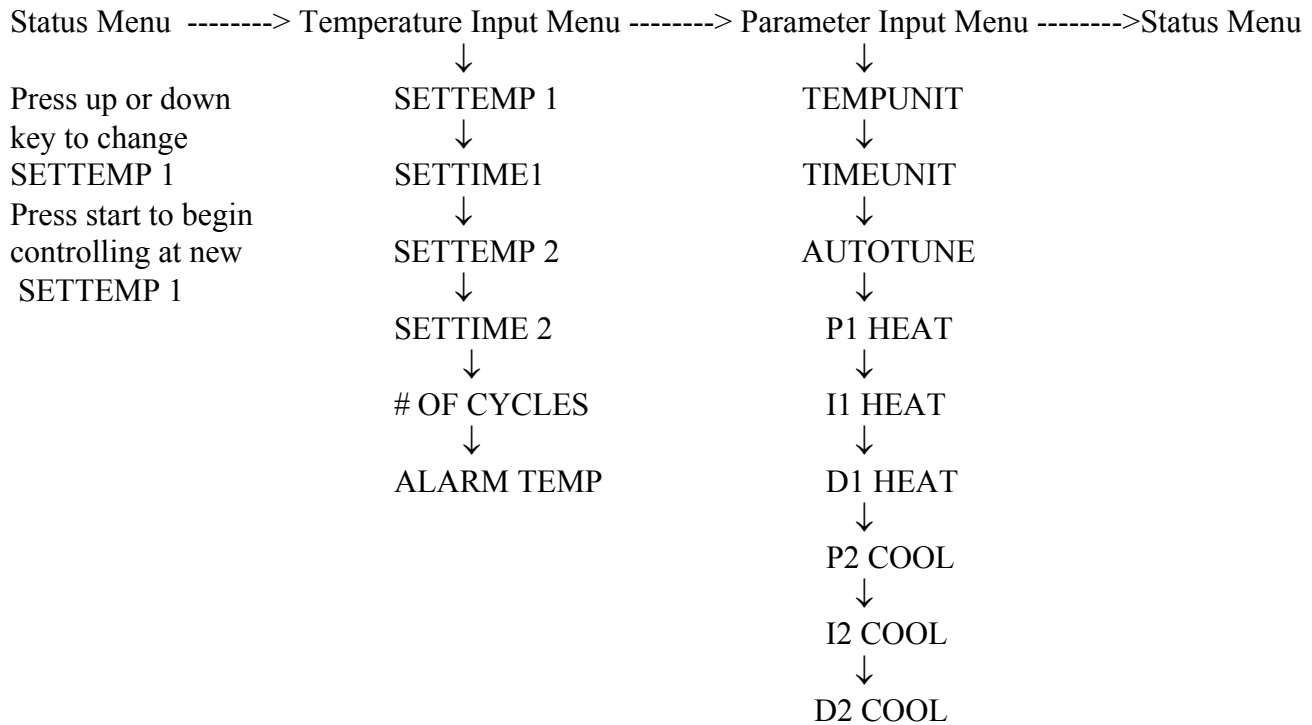 Status Menu --------> Temperature Input Menu --------> Parameter Input Menu -------->Status Menu
↓ ↓
Press up or down SETTEMP 1 TEMPUNIT
key to change ↓ ↓
SETTEMP 1 SETTIME1 TIMEUNIT
Press start to begin ↓ ↓
controlling at new SETTEMP 2 AUTOTUNE
SETTEMP 1 ↓ ↓
SETTIME 2 P1 HEAT
↓ ↓
# OF CYCLES I1 HEAT
↓ ↓
ALARM TEMP D1 HEAT
↓
P2 COOL
↓
I2 COOL
↓
D2 COOL